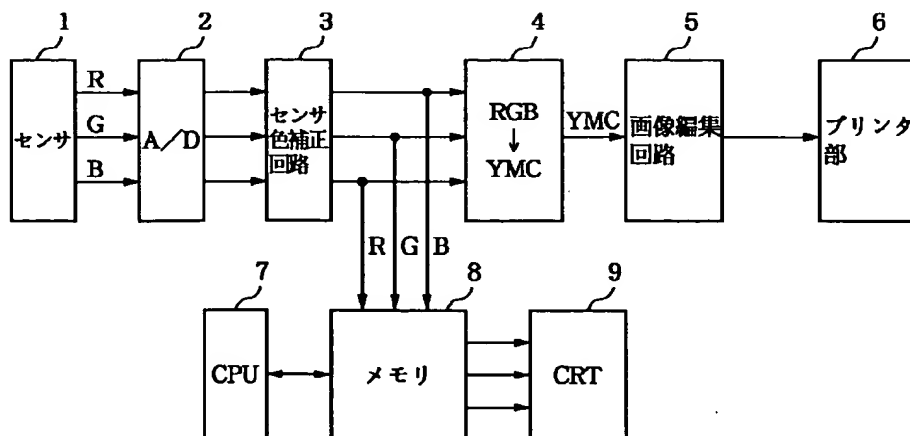 1
2
3
4
5
6
R
G
B
センサ
A/D
センサ
色補正
回路
RGB
↓
YMC
YMC
画像編集
回路
プリンタ
部
R
G
B
7
8
9
CPU
メモリ
CRT